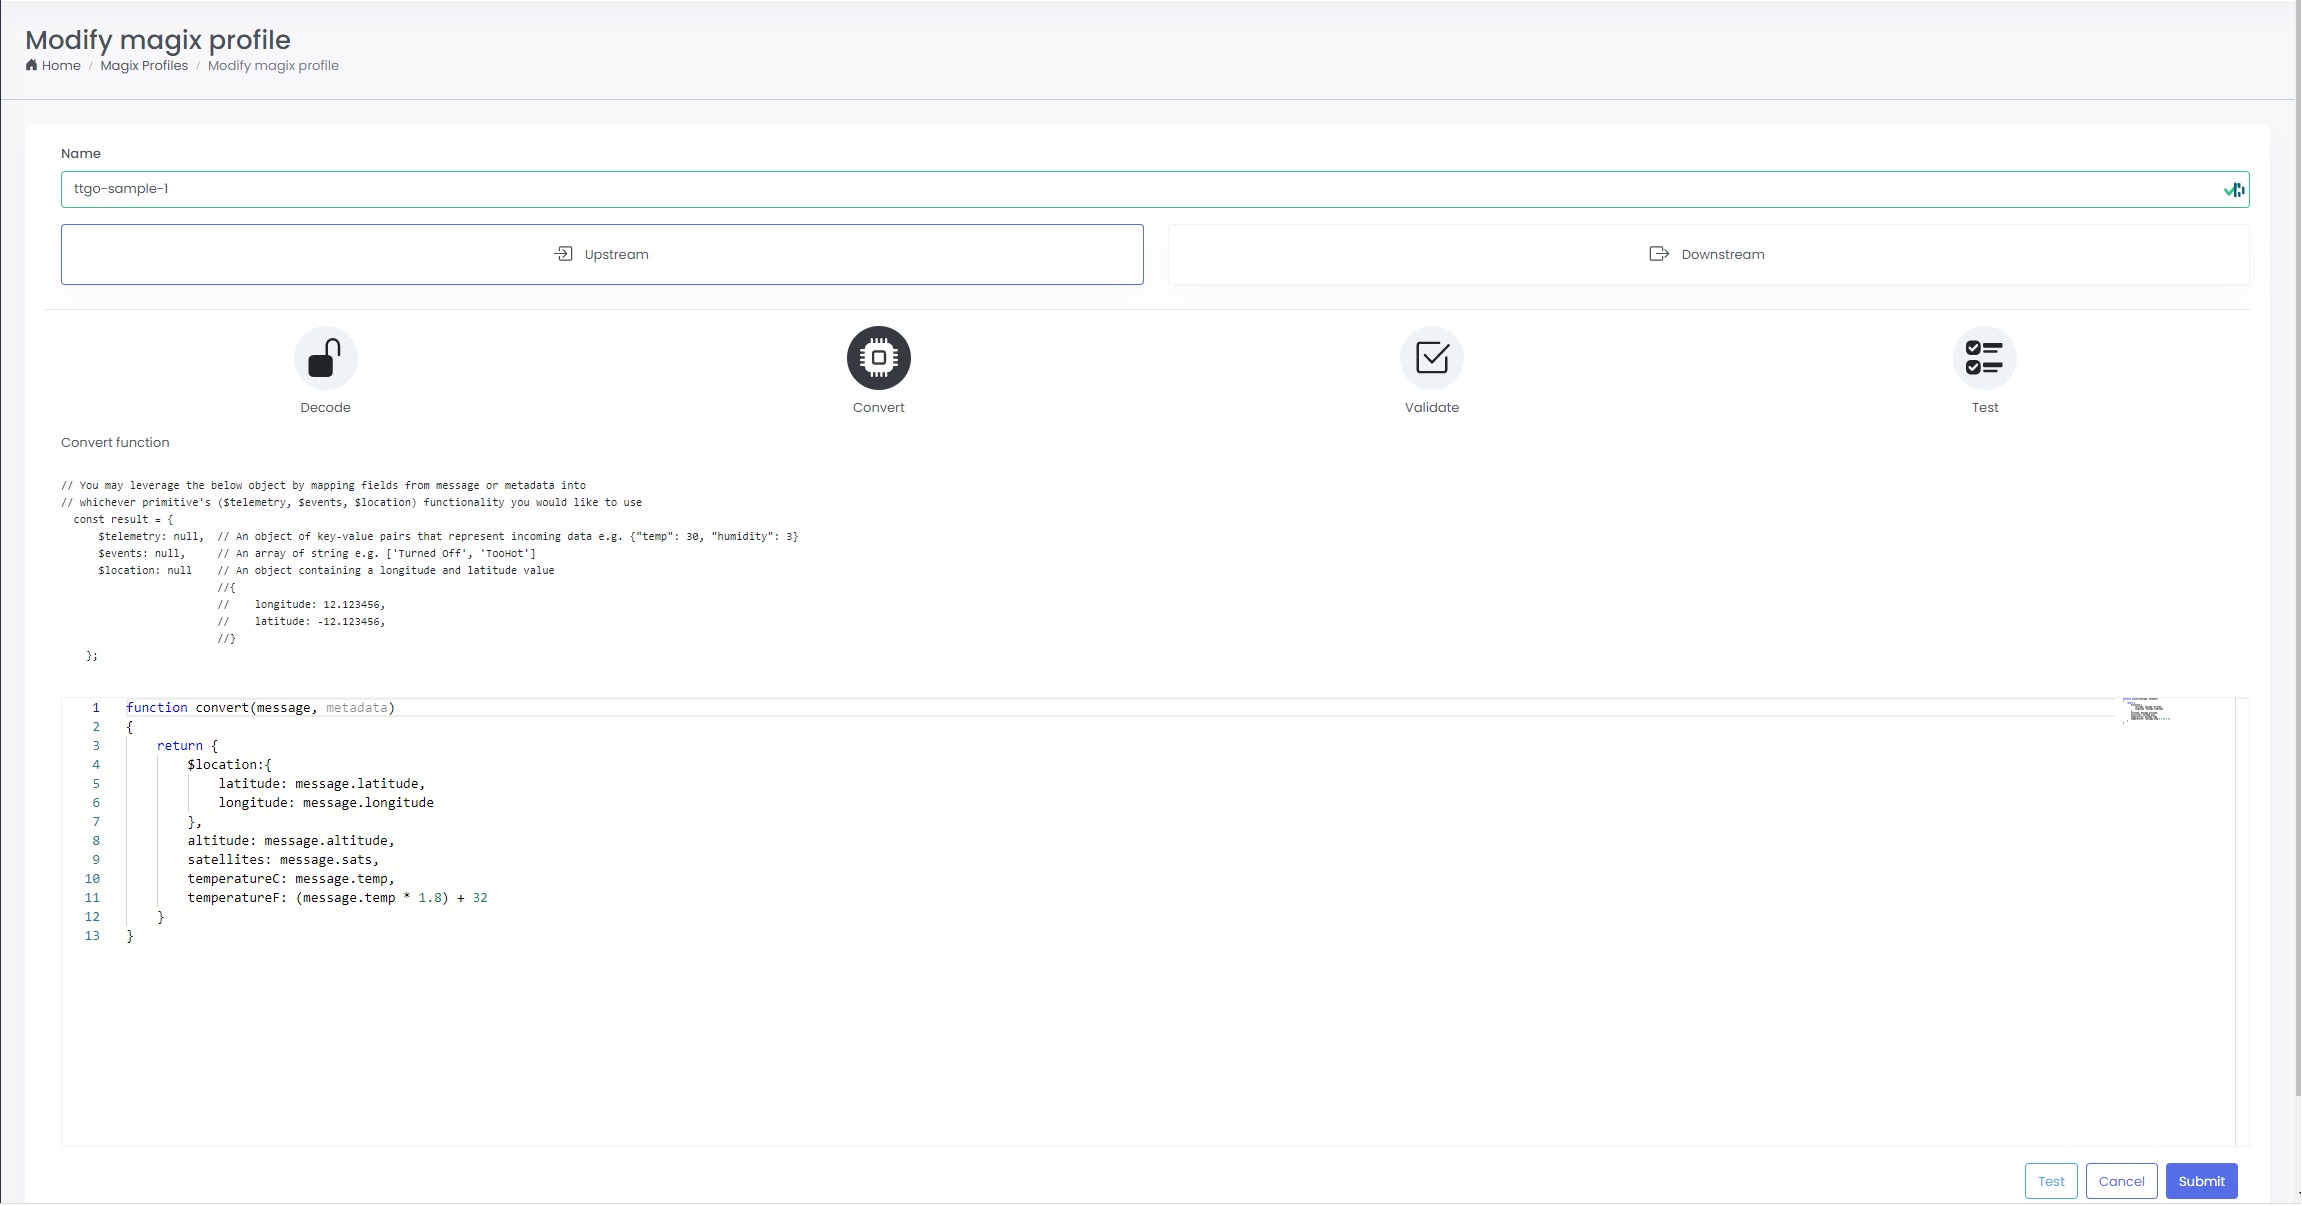 Modify magix profile
Home / Magix Profiles / Modify magix profile
Name
ttgo-sample-1
Upstream
Downstream
Decode
Convert
Validate
Test
Convert function
// You may leverage the below object by mapping fields from message or metadata into
// whichever primitive's ($telemetry, $events, $location) functionality you would like to use
const result = {
$telemetry: null,  // An object of key-value pairs that represent incoming data e.g. {"temp": 30, "humidity": 3}
$events: null,     // An array of string e.g. ['Turned Off', 'TooHot']
$location: null    // An object containing a longitude and latitude value
//{
//    longitude: 12.123456,
//    latitude: -12.123456,
//}
};
1 function convert(message, metadata)
2 {
3 return {
4 $location:{
5 latitude: message.latitude,
6 longitude: message.longitude
7 },
8 altitude: message.altitude,
9 satellites: message.sats,
10 temperatureC: message.temp,
11 temperatureF: (message.temp * 1.8) + 32
12 }
13 }
Test
Cancel
Submit